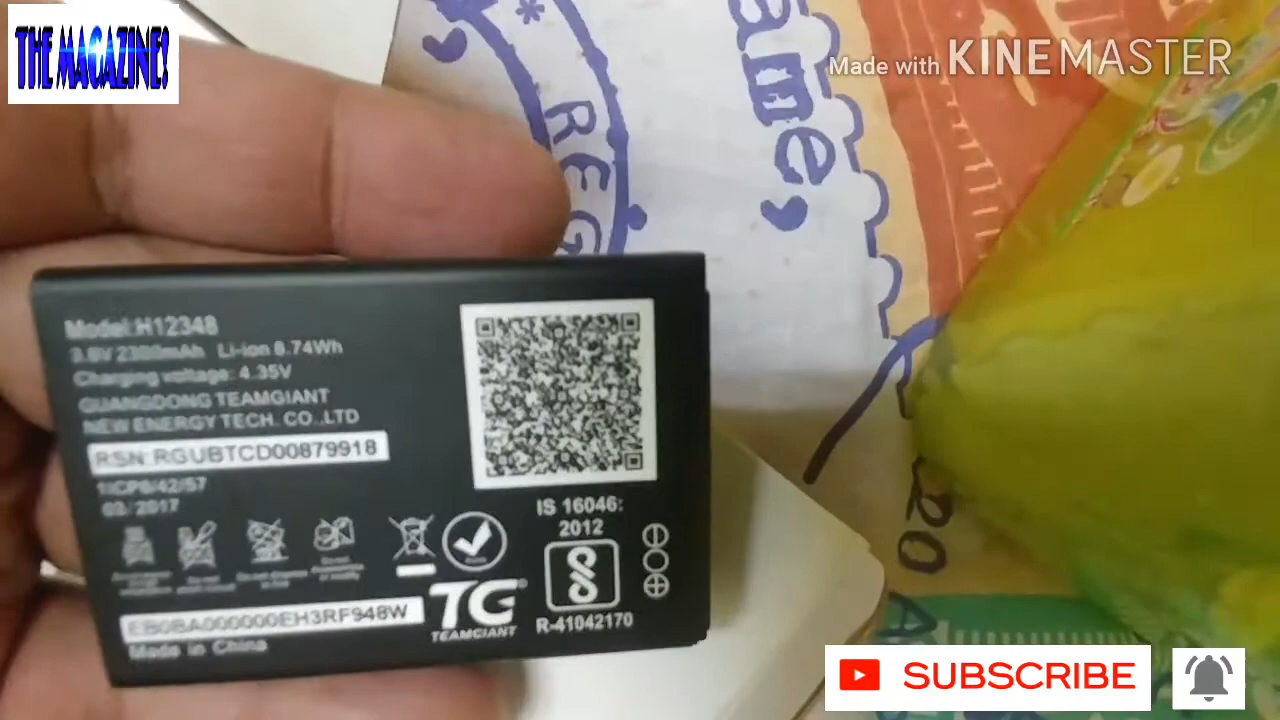 THE MAGAZINE!
Made with KINEMASTER
REG
ame,
Model:H12348
3.8V 2300mAh Li-ion 8.74Wh
Charging voltage: 4.35V
GUANGDONG TEAMGIANT
NEW ENERGY TECH. CO.,LTD
RSN:RGUBTCD00879918
1ICP6/42/57
03/ 2017
IS 16046:
2012
R-41042170
TG
TEAMGIANT
EB0BA000000EH3RF948W
Made in China
SUBSCRIBE